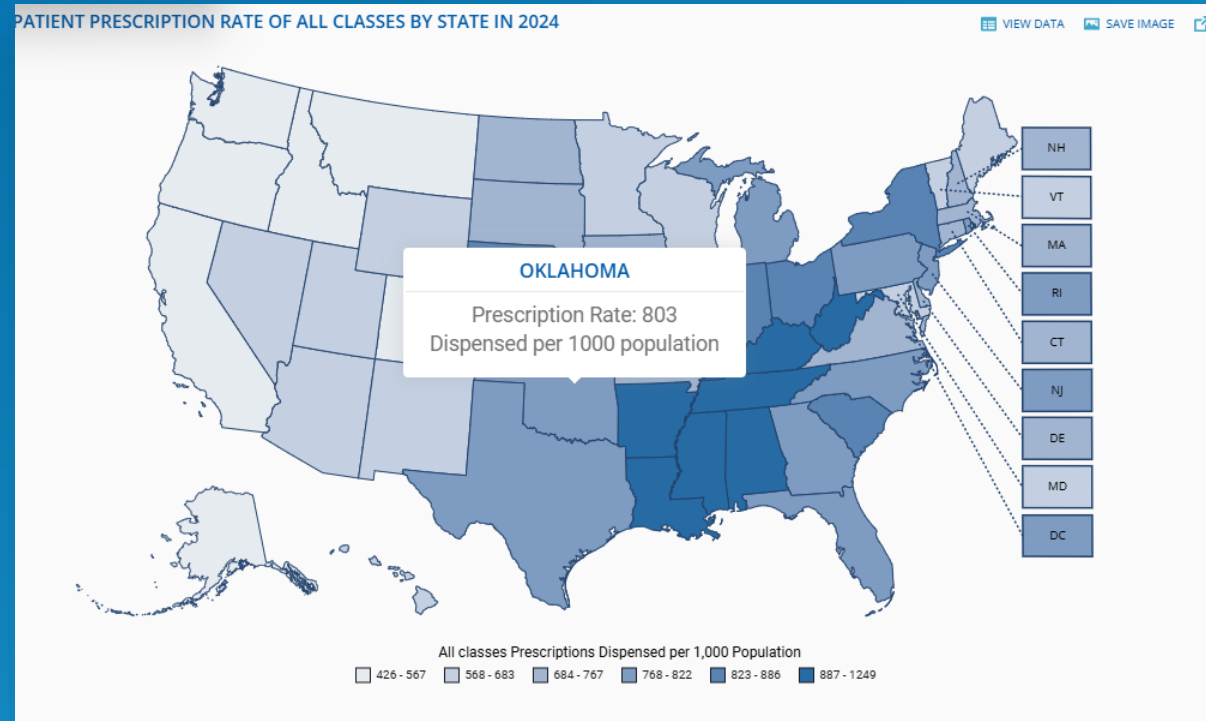 PATIENT PRESCRIPTION RATE OF ALL CLASSES BY STATE IN 2024
VIEW DATA
SAVE IMAGE
NH
VT
MA
RI
CT
NJ
DE
MD
DC
OKLAHOMA
Prescription Rate: 803
Dispensed per 1000 population
All classes Prescriptions Dispensed per 1,000 Population
426 - 567
568 - 683
684 - 767
768 - 822
823 - 886
887 - 1249